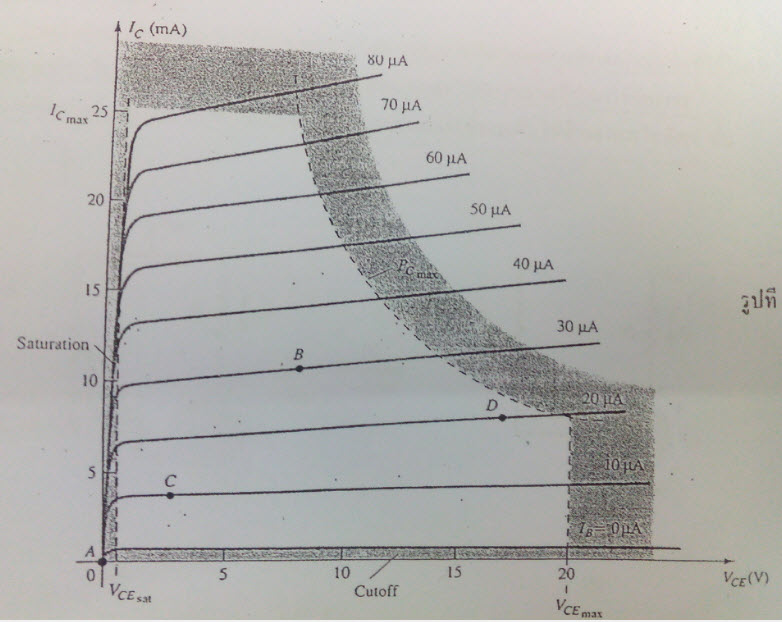 I_C (mA)
80 µA
I_C max 25
70 µA
60 µA
20
50 µA
P_C max
40 µA
15
รูปที่
30 µA
Saturation
B
10
20 µA
D
5
10 µA
C
I_B = 0 µA
A
0
5
10
15
20
V_CE (V)
V_CE sat
Cutoff
V_CE max